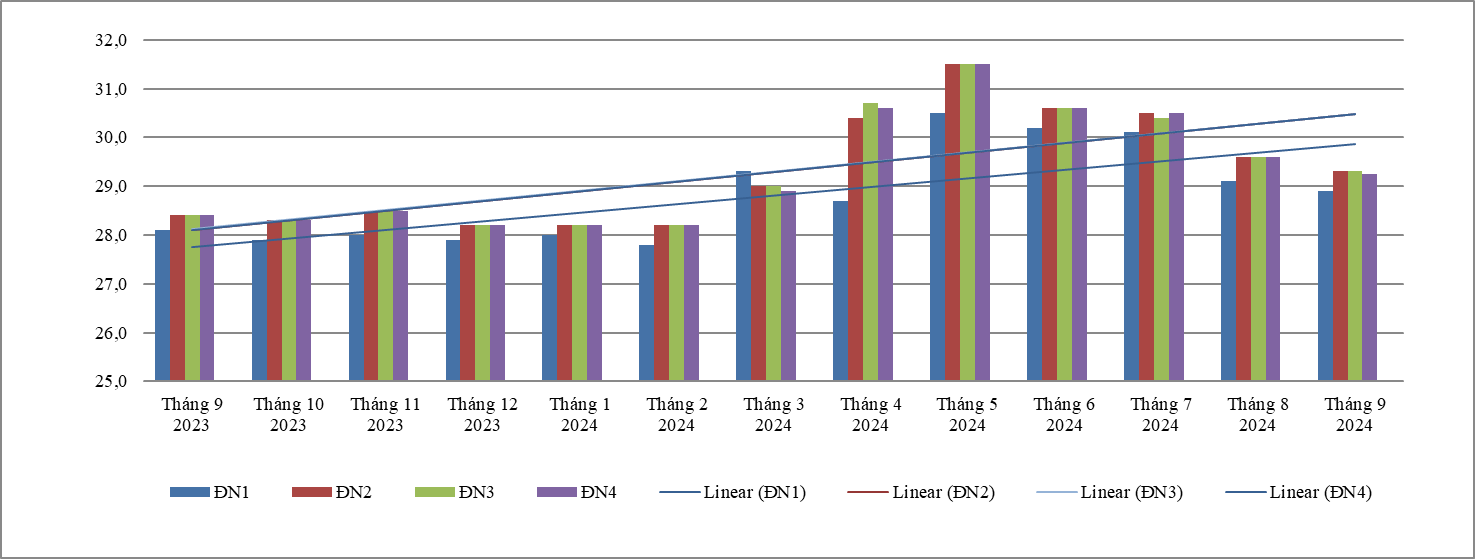 32,0
31,0
30,0
29,0
28,0
27,0
26,0
25,0
Tháng 9 Tháng 10 Tháng 11 Tháng 12 Tháng 1 Tháng 2 Tháng 3 Tháng 4 Tháng 5 Tháng 6 Tháng 7 Tháng 8 Tháng 9
2023 2023 2023 2023 2024 2024 2024 2024 2024 2024 2024 2024 2024
ĐN1 ĐN2 ĐN3 ĐN4 Linear (ĐN1) Linear (ĐN2) Linear (ĐN3) Linear (ĐN4)